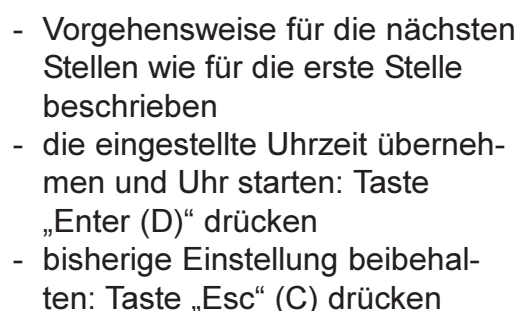 - Vorgehensweise für die nächsten
Stellen wie für die erste Stelle
beschrieben
- die eingestellte Uhrzeit überneh-
men und Uhr starten: Taste
„Enter (D)“ drücken
- bisherige Einstellung beibehal-
ten: Taste „Esc“ (C) drücken